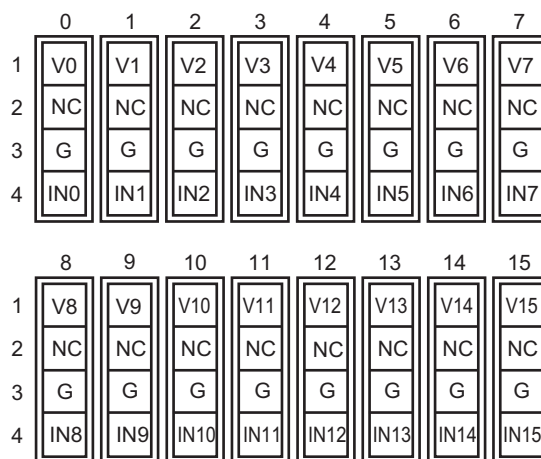 0 1 2 3 4 5 6 7
1 V0 V1 V2 V3 V4 V5 V6 V7
2 NC NC NC NC NC NC NC NC
3 G G G G G G G G
4 IN0 IN1 IN2 IN3 IN4 IN5 IN6 IN7
8 9 10 11 12 13 14 15
1 V8 V9 V10 V11 V12 V13 V14 V15
2 NC NC NC NC NC NC NC NC
3 G G G G G G G G
4 IN8 IN9 IN10 IN11 IN12 IN13 IN14 IN15